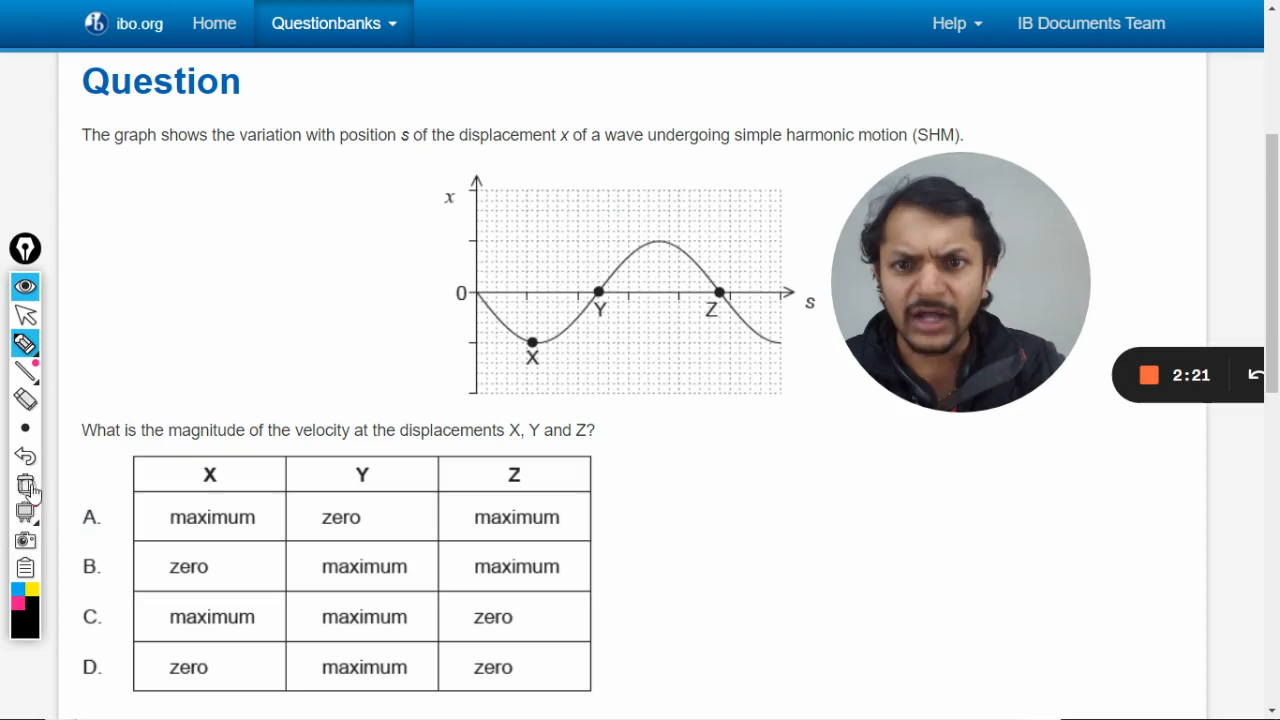 ibo.org Home Questionbanks Help IB Documents Team
Question
The graph shows the variation with position s of the displacement x of a wave undergoing simple harmonic motion (SHM).
x
0
s
Y
Z
X
2:21
What is the magnitude of the velocity at the displacements X, Y and Z?
X Y Z
A. maximum zero maximum
B. zero maximum maximum
C. maximum maximum zero
D. zero maximum zero